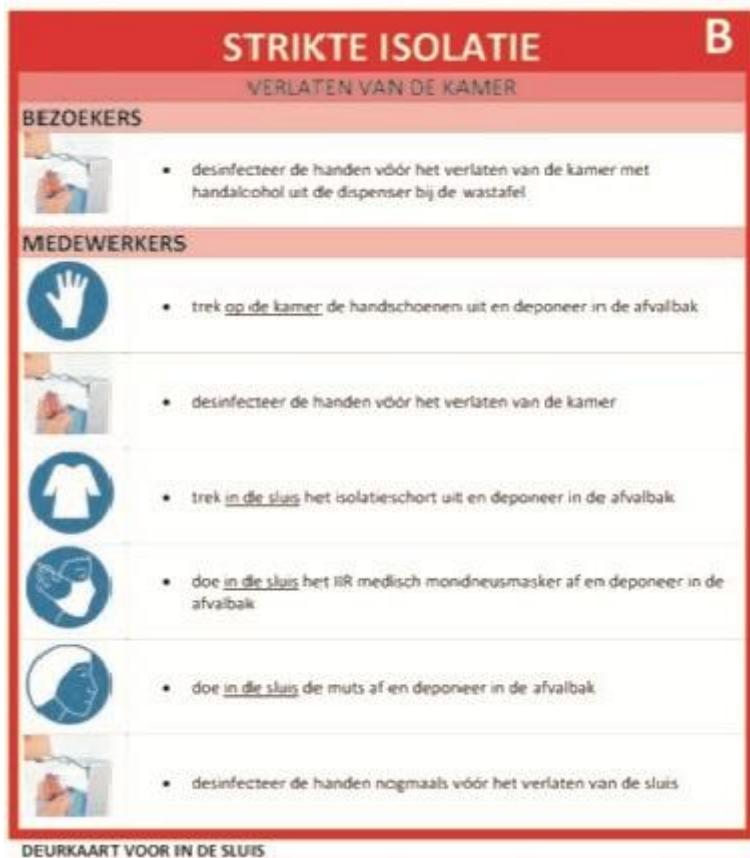 STRIKTE ISOLATIE
B
VERLATEN VAN DE KAMER
BEZOEKERS
• desinfecteer de handen vóór het verlaten van de kamer met
handalcohol uit de dispenser bij de wastafel
MEDEWERKERS
• trek op de kamer de handschoenen uit en deponeer in de afvalbak
• desinfecteer de handen vóór het verlaten van de kamer
• trek in de sluis het isolatieschort uit en deponeer in de afvalbak
• doe in de sluis het IIR medisch mondneusmasker af en deponeer in de
afvalbak
• doe in de sluis de muts af en deponeer in de afvalbak
• desinfecteer de handen nogmaals vóór het verlaten van de sluis
DEURKAART VOOR IN DE SLUIS